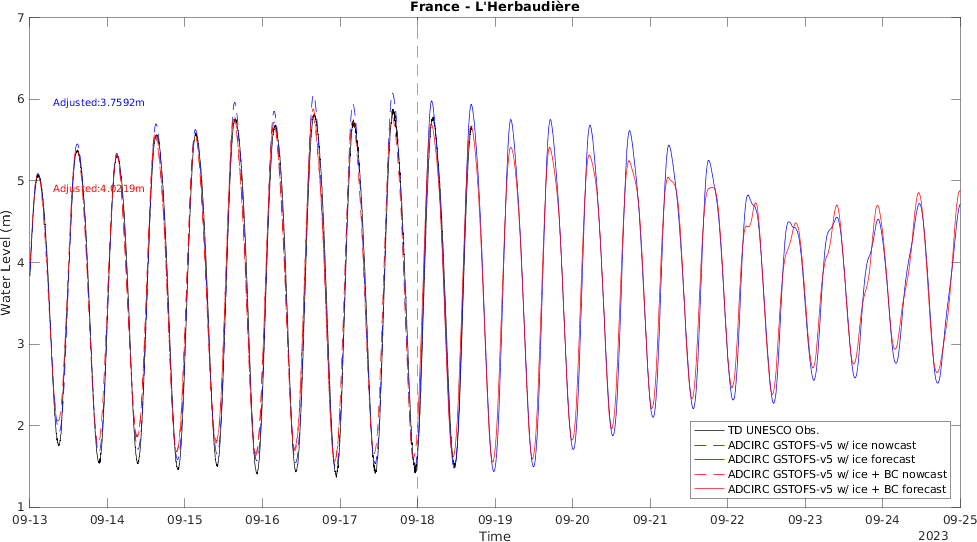 France - L'Herbaudière
7
6
5
4
3
2
1
Water Level (m)
Adjusted:3.7592m
Adjusted:4.0219m
TD UNESCO Obs.
ADCIRC GSTOFS-v5 w/ ice nowcast
ADCIRC GSTOFS-v5 w/ ice forecast
ADCIRC GSTOFS-v5 w/ ice + BC nowcast
ADCIRC GSTOFS-v5 w/ ice + BC forecast
09-13 09-14 09-15 09-16 09-17 09-18 09-19 09-20 09-21 09-22 09-23 09-24 09-25
Time
2023